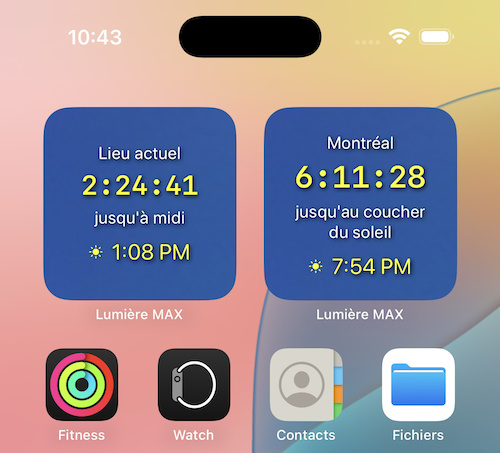 10:43
Lieu actuel
2:24:41
jusqu'à midi
1:08 PM
Lumière MAX
Montréal
6:11:28
jusqu'au coucher
du soleil
7:54 PM
Lumière MAX
Fitness
Watch
Contacts
Fichiers